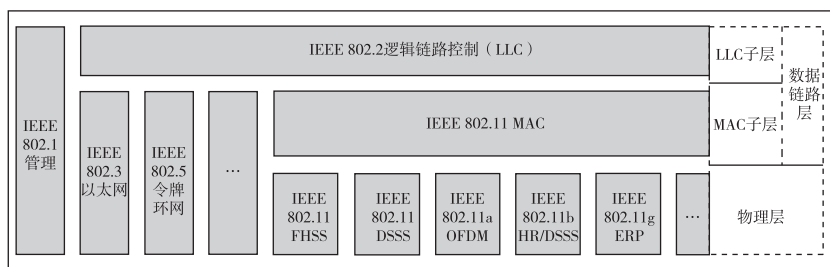 IEEE 802.2逻辑链路控制（LLC）
LLC子层
数据
链路
层
IEEE
802.1
管理
IEEE
802.3
以太网
IEEE
802.5
令牌
环网
…
IEEE 802.11 MAC
MAC子层
IEEE
802.11
FHSS
IEEE
802.11
DSSS
IEEE
802.11a
OFDM
IEEE
802.11b
HR/DSSS
IEEE
802.11g
ERP
…
物理层